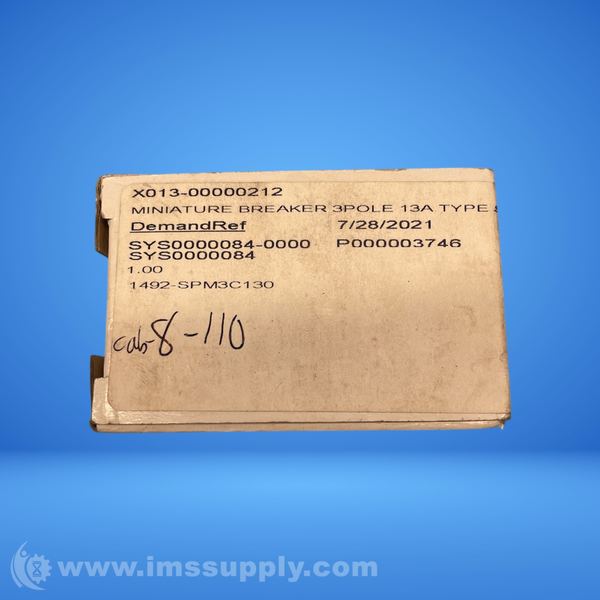 X013-00000212
MINIATURE BREAKER 3POLE 13A TYPE
DemandRef 7/28/2021
SYS0000084-0000 P000003746
SYS0000084
1.00
1492-SPM3C130
cab-8-110
www.imssupply.com